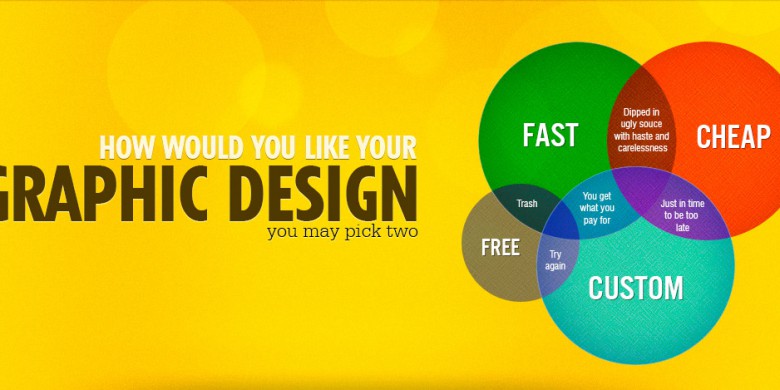 HOW WOULD YOU LIKE YOUR
GRAPHIC DESIGN
you may pick two
FAST
Dipped in
ugly souce
with haste and
carelessness
CHEAP
Trash
You get
what you
pay for
Just in time
to be too
late
FREE
Try
again
CUSTOM